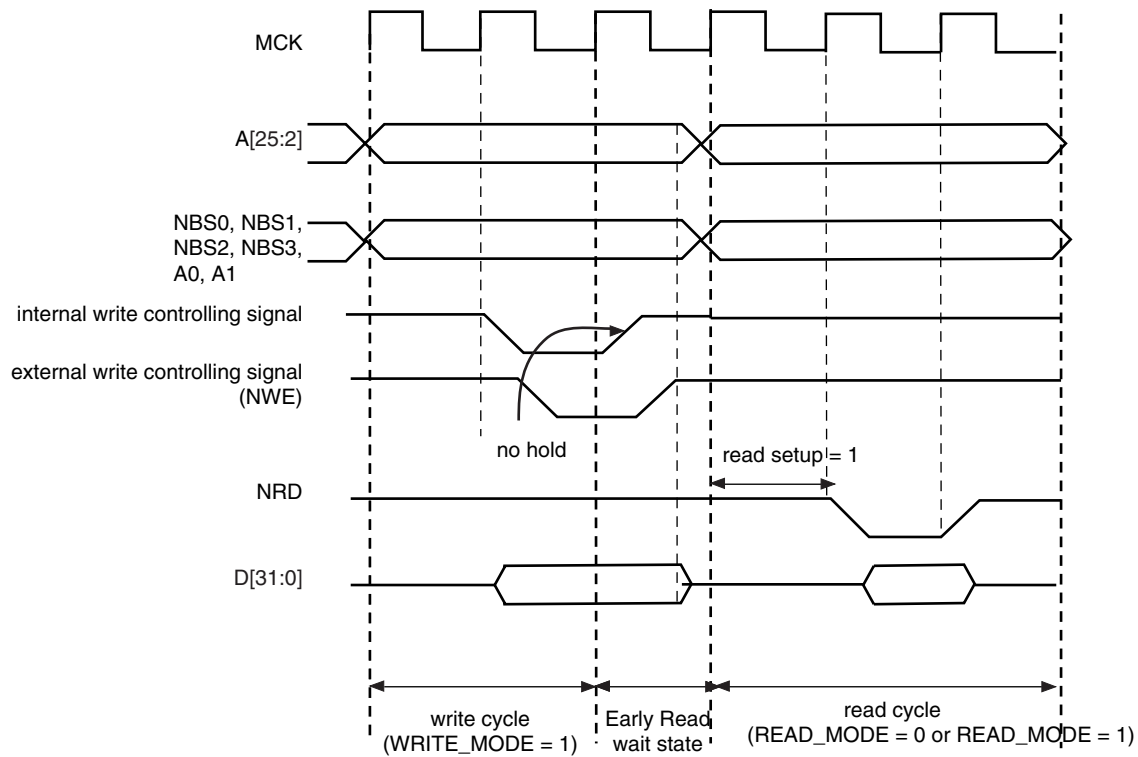 MCK
A[25:2]
NBS0, NBS1,
NBS2, NBS3,
A0, A1
internal write controlling signal
external write controlling signal
(NWE)
no hold
read setup = 1
NRD
D[31:0]
write cycle
(WRITE_MODE = 1)
Early Read
wait state
read cycle
(READ_MODE = 0 or READ_MODE = 1)